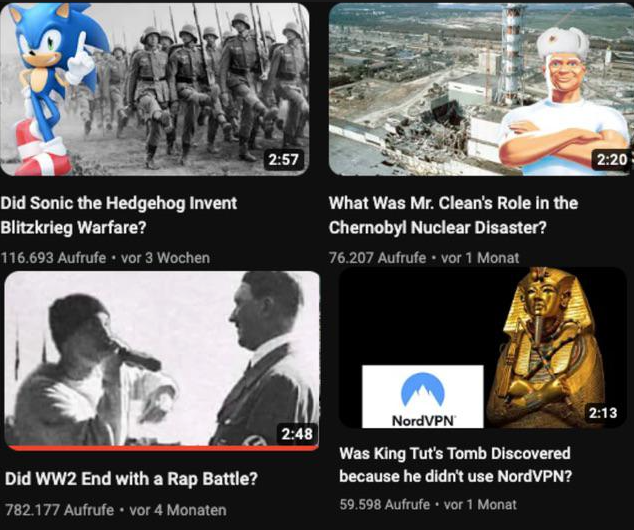 2:57
2:20
Did Sonic the Hedgehog Invent
Blitzkrieg Warfare?
116.693 Aufrufe • vor 3 Wochen
What Was Mr. Clean's Role in the
Chernobyl Nuclear Disaster?
76.207 Aufrufe • vor 1 Monat
2:48
NordVPN
2:13
Did WW2 End with a Rap Battle?
782.177 Aufrufe • vor 4 Monaten
Was King Tut's Tomb Discovered
because he didn't use NordVPN?
59.598 Aufrufe • vor 1 Monat